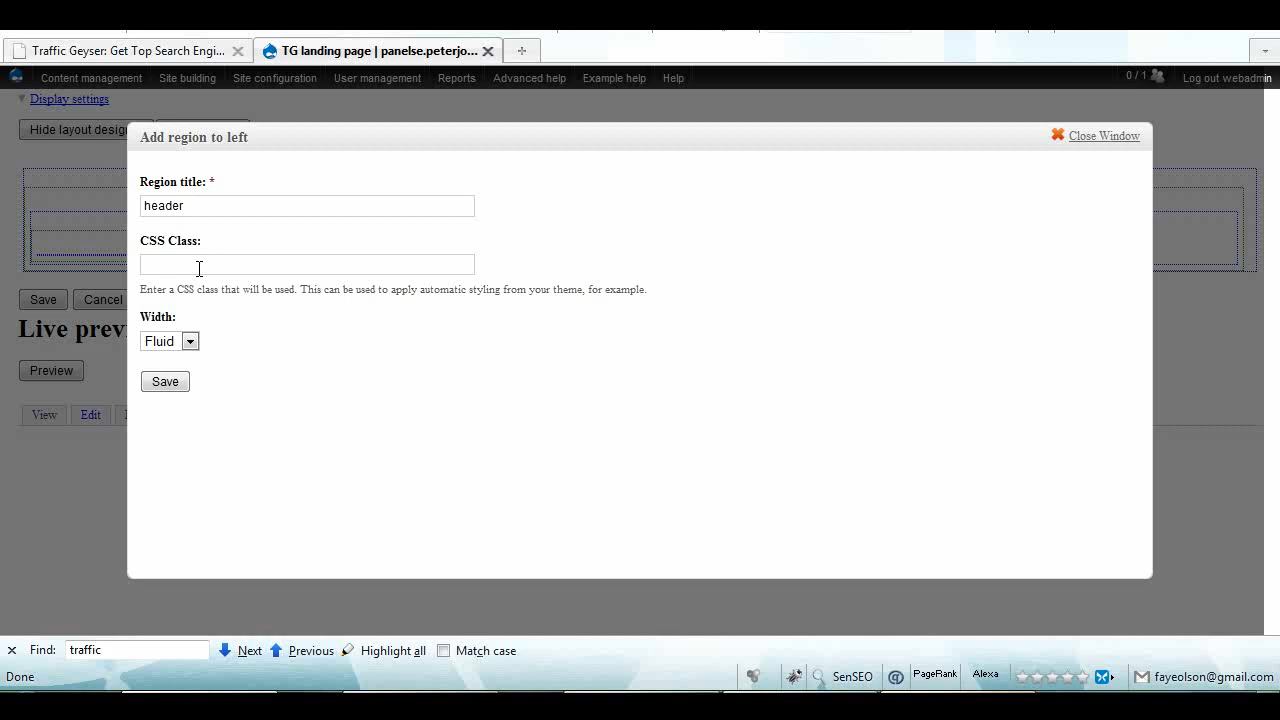 Traffic Geyser: Get Top Search Engi...
TG landing page | panelse.peterjo...
Content management Site building Site configuration User management Reports Advanced help Example help Help 0 / 1 Log out webadmin
Display settings
Hide layout desig
Add region to left
Close Window
Region title: *
header
CSS Class:
Enter a CSS class that will be used. This can be used to apply automatic styling from your theme, for example.
Width:
Fluid
Save
Save Cancel
Live prev
Preview
View Edit
Find: traffic Next Previous Highlight all Match case
Done SenSEO PageRank Alexa fayeolson@gmail.com